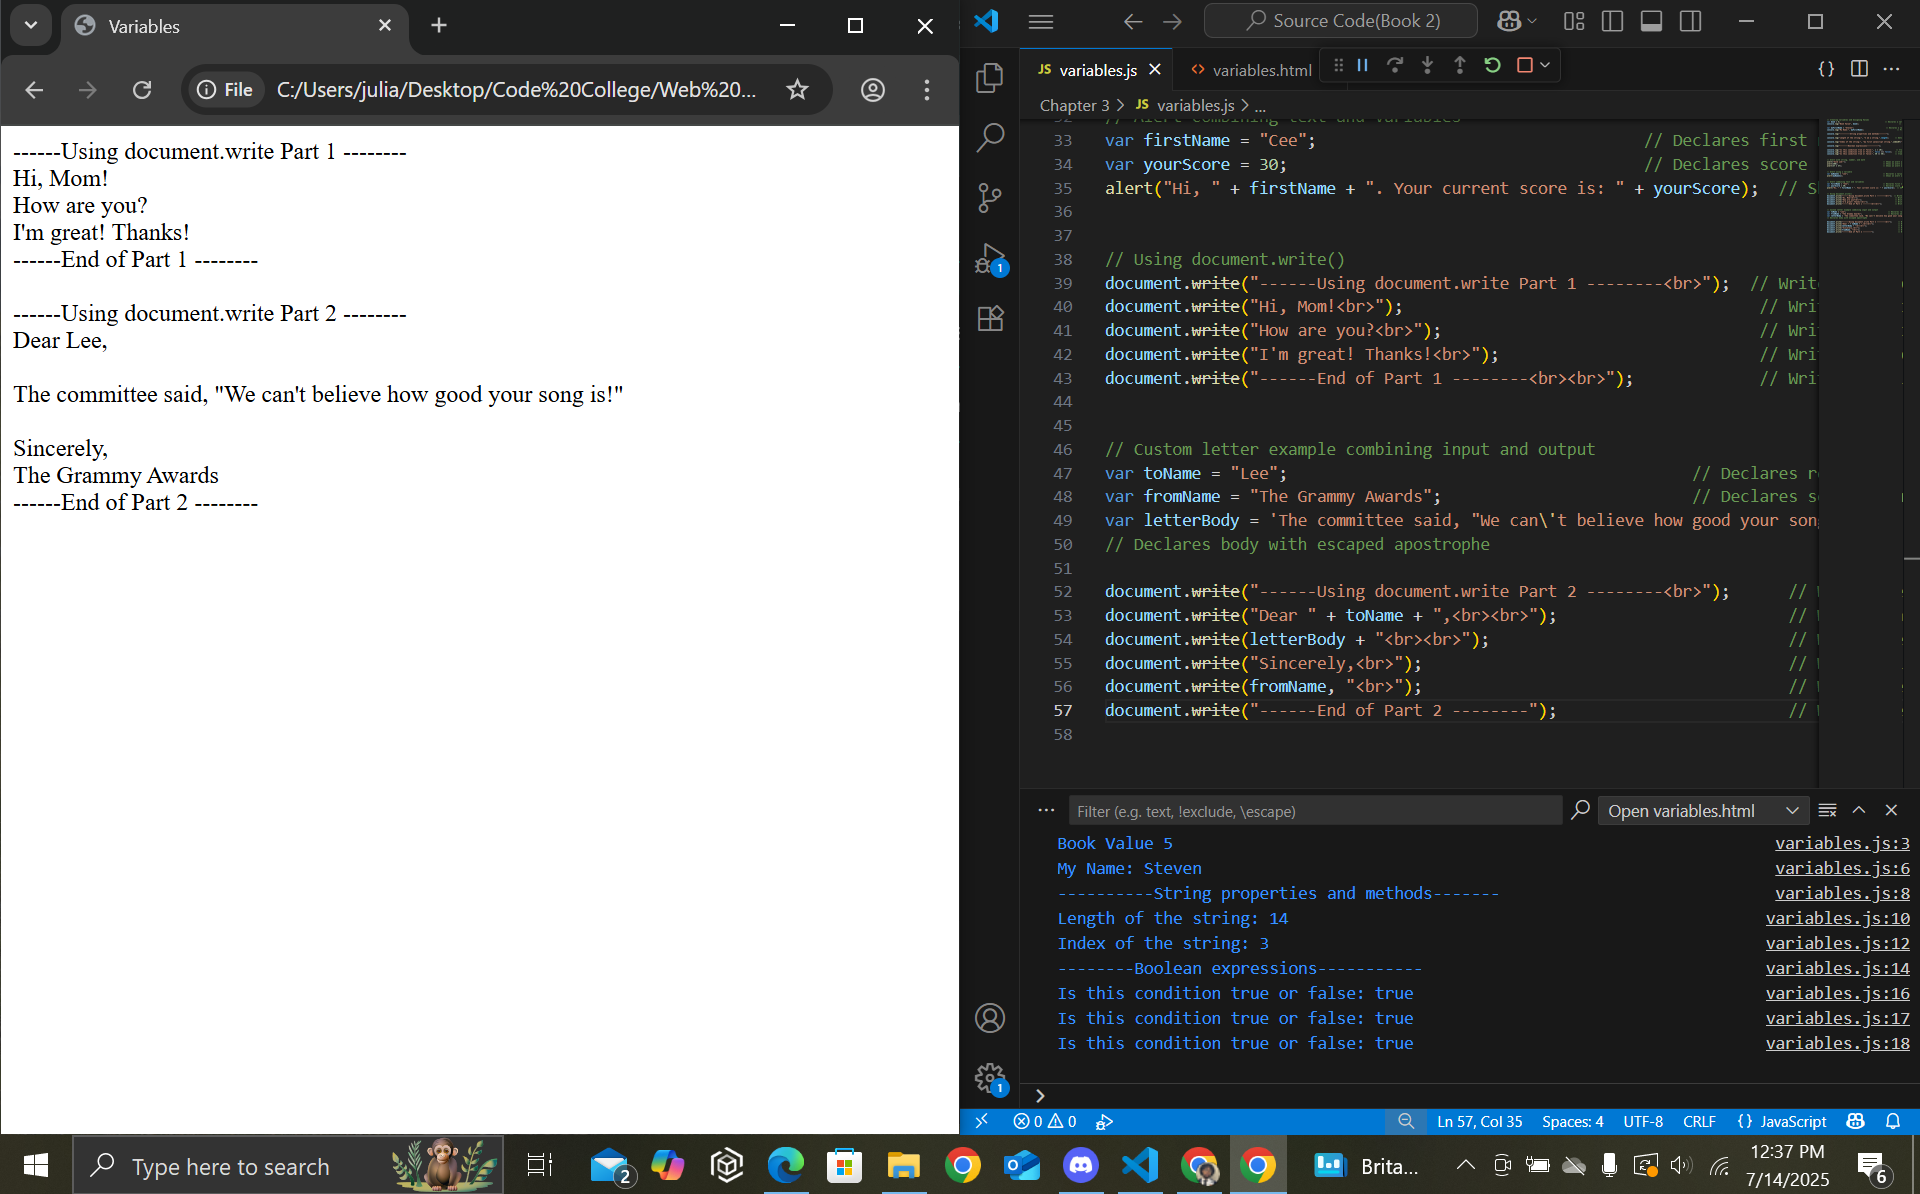 Variables
File
C:/Users/julia/Desktop/Code%20College/Web%20...
------Using document.write Part 1 --------
Hi, Mom!
How are you?
I'm great! Thanks!
------End of Part 1 --------
------Using document.write Part 2 --------
Dear Lee,
The committee said, "We can't believe how good your song is!"
Sincerely,
The Grammy Awards
------End of Part 2 --------
Source Code(Book 2)
JS variables.js
<> variables.html
Chapter 3 > JS variables.js > ...
32 // Alert combining text and variables
33 var firstName = "Cee"; // Declares first
34 var yourScore = 30; // Declares score
35 alert("Hi, " + firstName + ". Your current score is: " + yourScore); // S
36
37
38 // Using document.write()
39 document.write("------Using document.write Part 1 --------<br>"); // Writ
40 document.write("Hi, Mom!<br>"); // Wri
41 document.write("How are you?<br>"); // Wri
42 document.write("I'm great! Thanks!<br>"); // Wri
43 document.write("------End of Part 1 --------<br><br>"); // Wri
44
45
46 // Custom letter example combining input and output
47 var toName = "Lee"; // Declares r
48 var fromName = "The Grammy Awards"; // Declares s
49 var letterBody = 'The committee said, "We can\'t believe how good your son
50 // Declares body with escaped apostrophe
51
52 document.write("------Using document.write Part 2 --------<br>"); //
53 document.write("Dear " + toName + ",<br><br>"); //
54 document.write(letterBody + "<br><br>"); //
55 document.write("Sincerely,<br>"); //
56 document.write(fromName, "<br>"); //
57 document.write("------End of Part 2 --------"); //
58
Filter (e.g. text, !exclude, \escape)
Open variables.html
Book Value 5 variables.js:3
My Name: Steven variables.js:6
----------String properties and methods------- variables.js:8
Length of the string: 14 variables.js:10
Index of the string: 3 variables.js:12
--------Boolean expressions----------- variables.js:14
Is this condition true or false: true variables.js:16
Is this condition true or false: true variables.js:17
Is this condition true or false: true variables.js:18
1
1
0 0
Ln 57, Col 35
Spaces: 4
UTF-8
CRLF
{ } JavaScript
Type here to search
2
Brita...
12:37 PM
7/14/2025
6